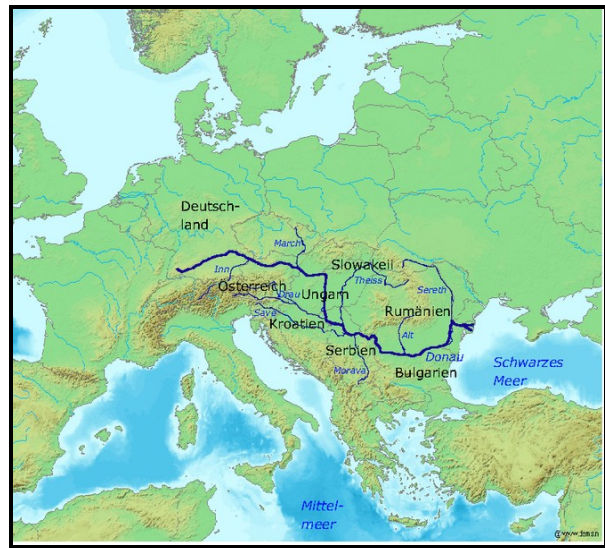 Deutsch-
land
March
Slowakeil
Inn
Theiss
Österreich
Drau
Ungarn
Sereth
Save
Rumänien
Kroatien
Alt
Serbien
Donau
Schwarzes
Meer
Morava
Bulgarien
Mittel-
meer